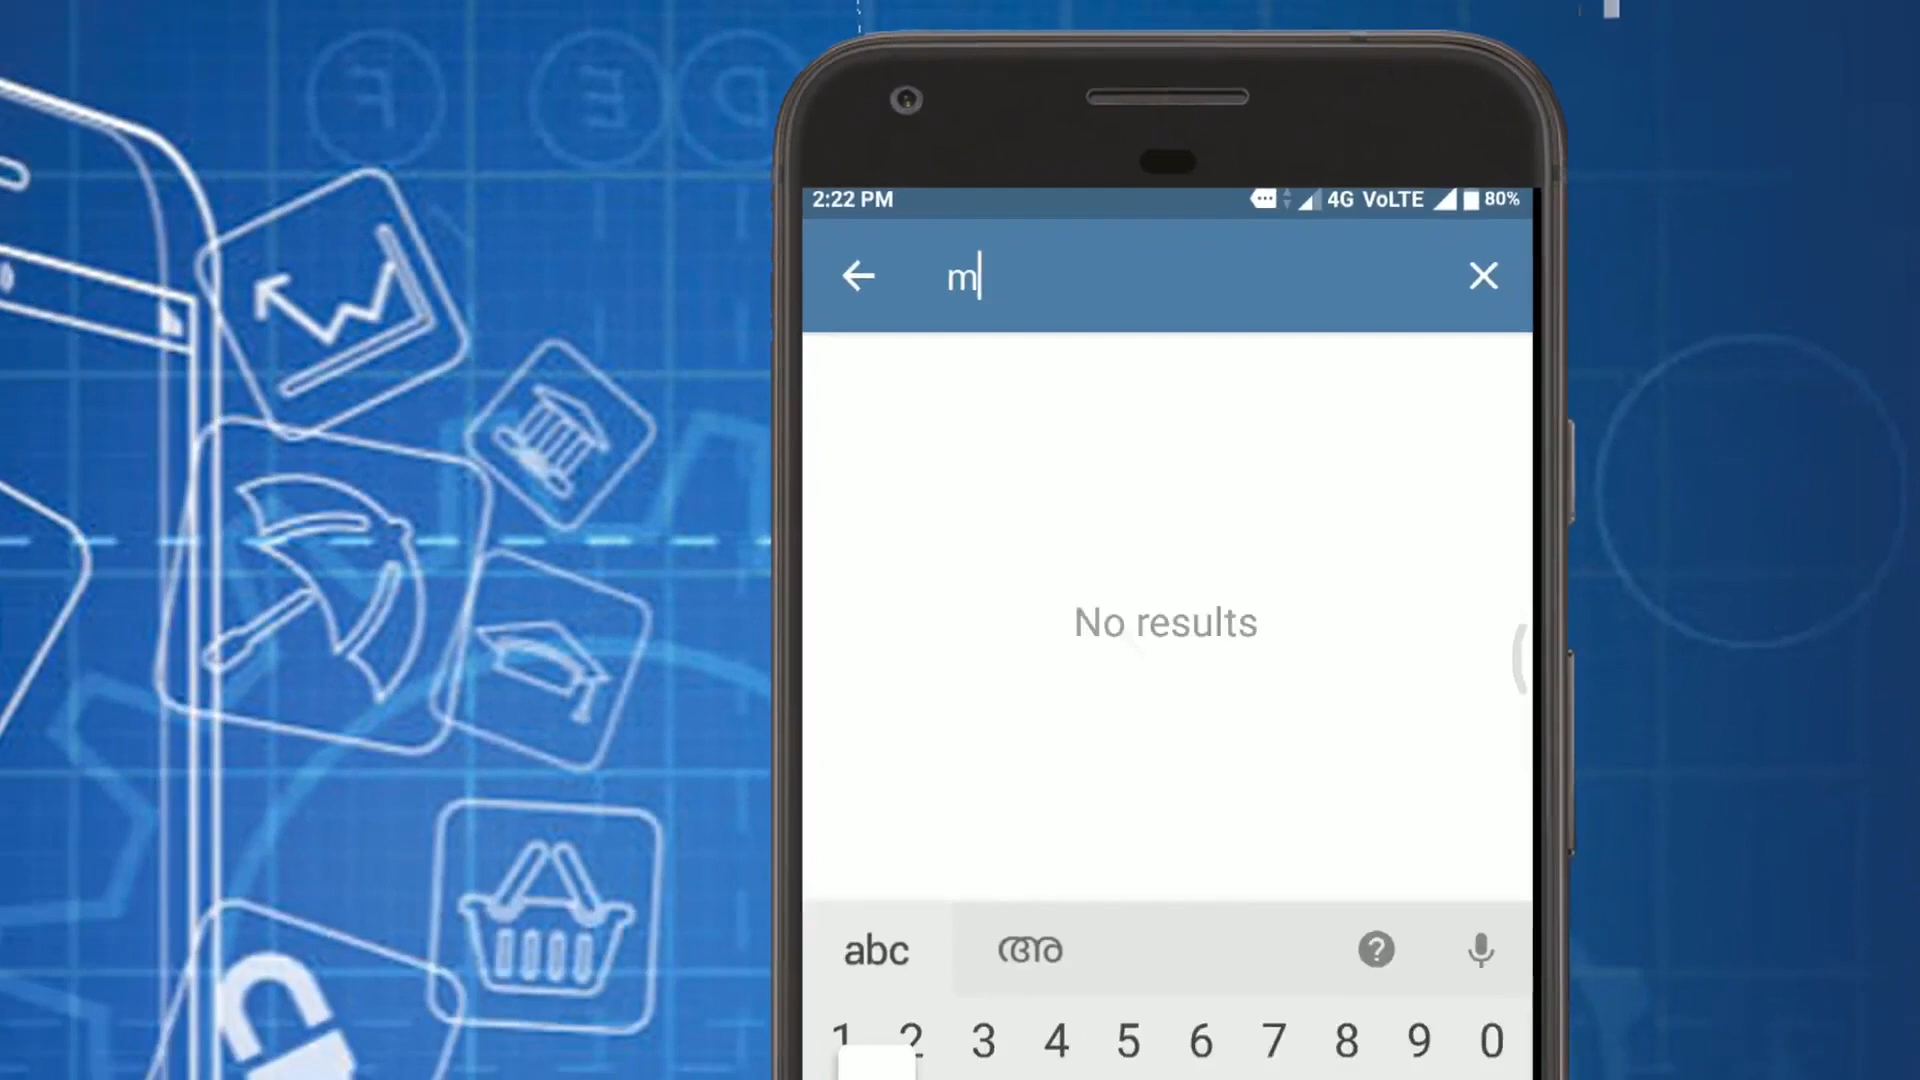 F E D
2:22 PM 4G VoLTE 80%
m
No results
abc അ
1 2 3 4 5 6 7 8 9 0